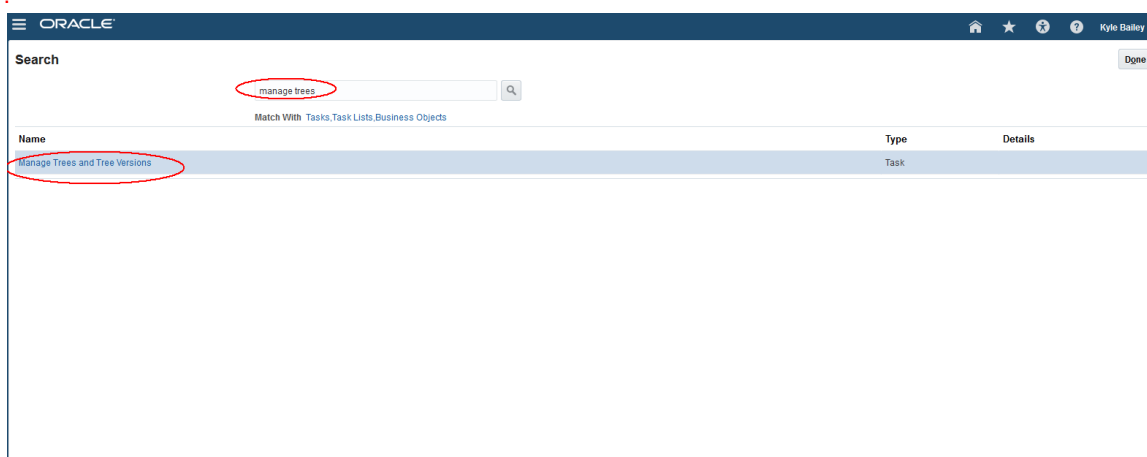 ORACLE Kyle Bailey
Search Done
manage trees
Match With Tasks,Task Lists,Business Objects
Name Type Details
Manage Trees and Tree Versions Task